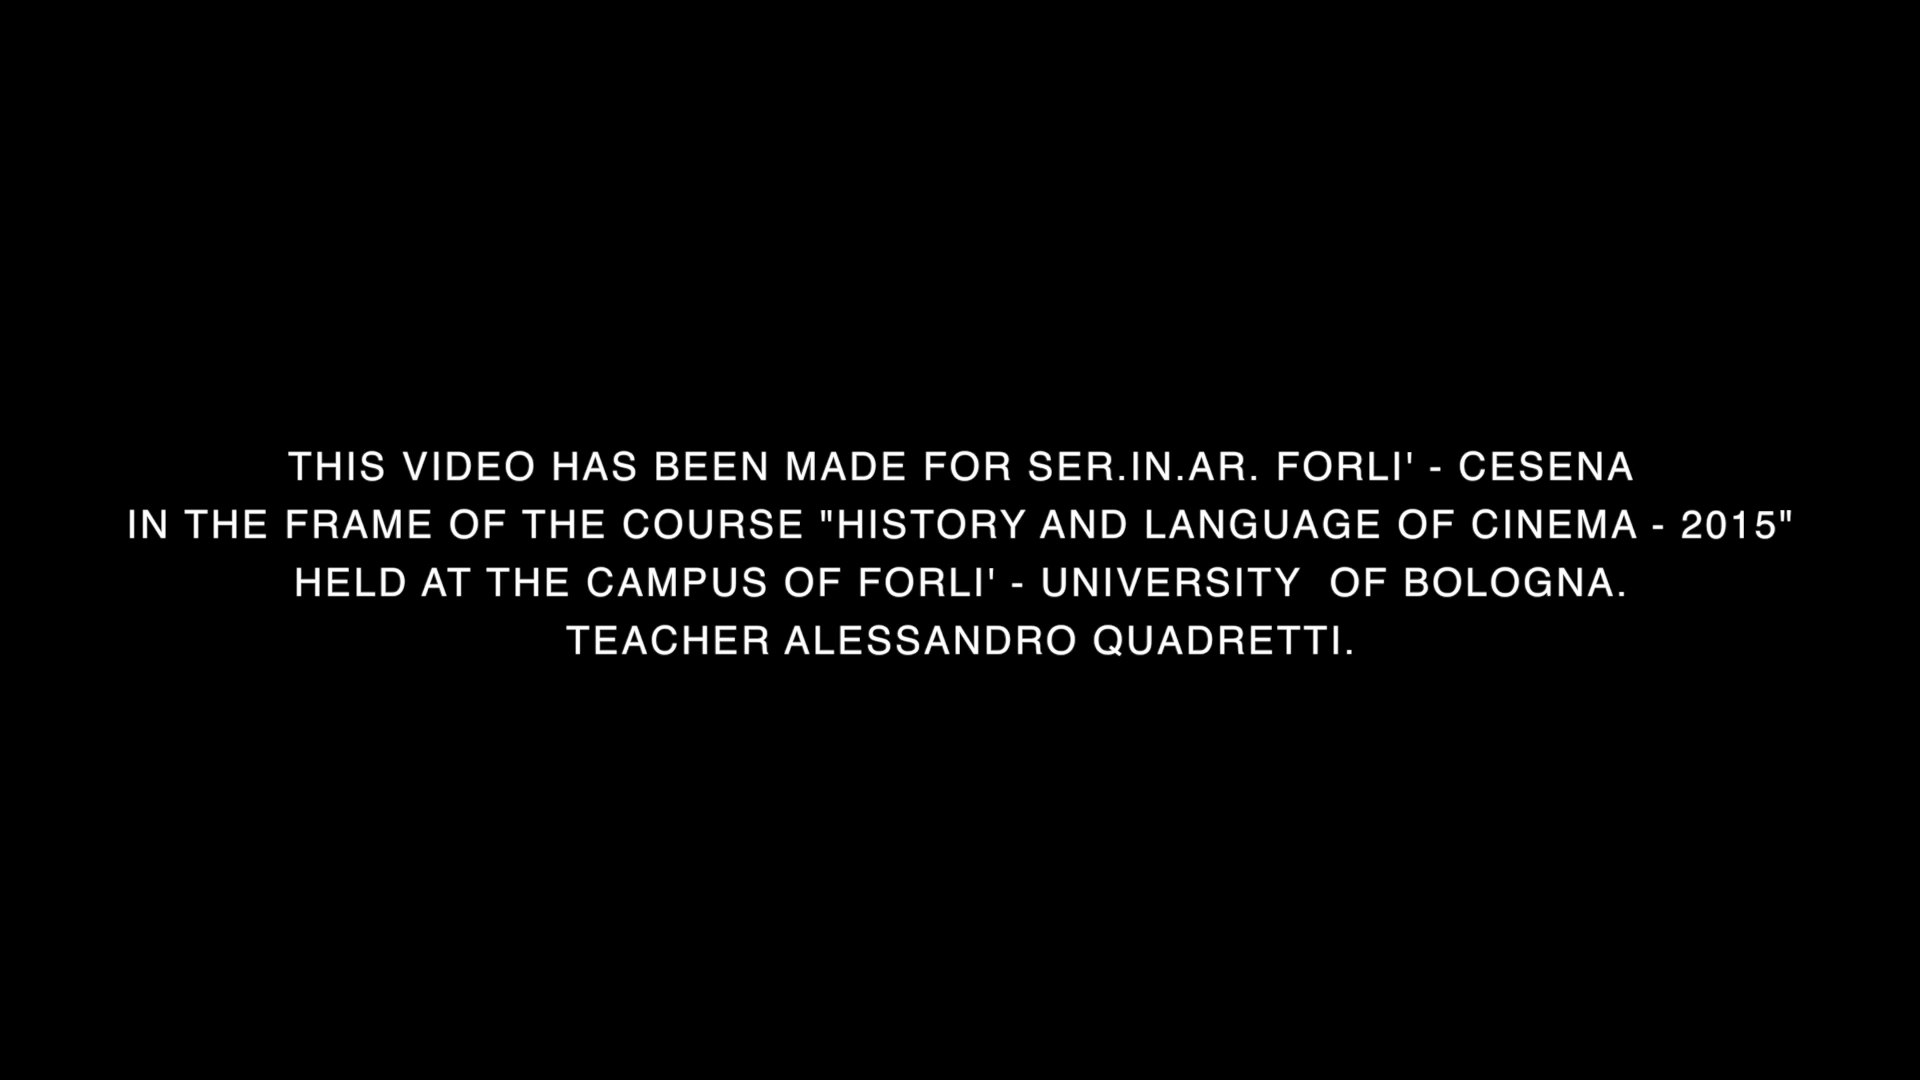 THIS VIDEO HAS BEEN MADE FOR SER.IN.AR. FORLI' - CESENA
IN THE FRAME OF THE COURSE "HISTORY AND LANGUAGE OF CINEMA - 2015"
HELD AT THE CAMPUS OF FORLI' - UNIVERSITY  OF BOLOGNA.
TEACHER ALESSANDRO QUADRETTI.